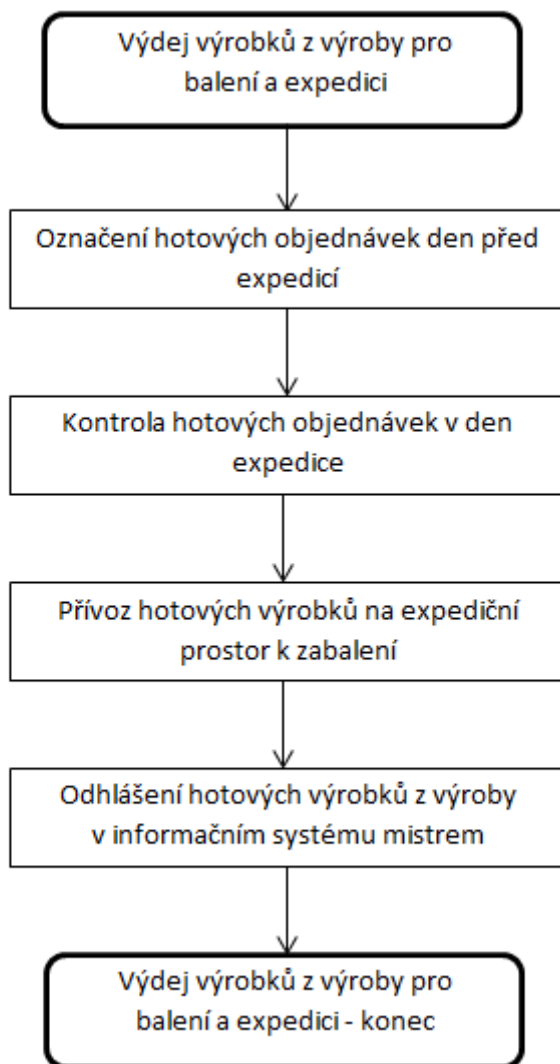 Výdej výrobků z výroby pro
balení a expedici
Označení hotových objednávek den před
expedicí
Kontrola hotových objednávek v den
expedice
Přívoz hotových výrobků na expediční
prostor k zabalení
Odhlášení hotových výrobků z výroby
v informačním systému mistrem
Výdej výrobků z výroby pro
balení a expedici - konec